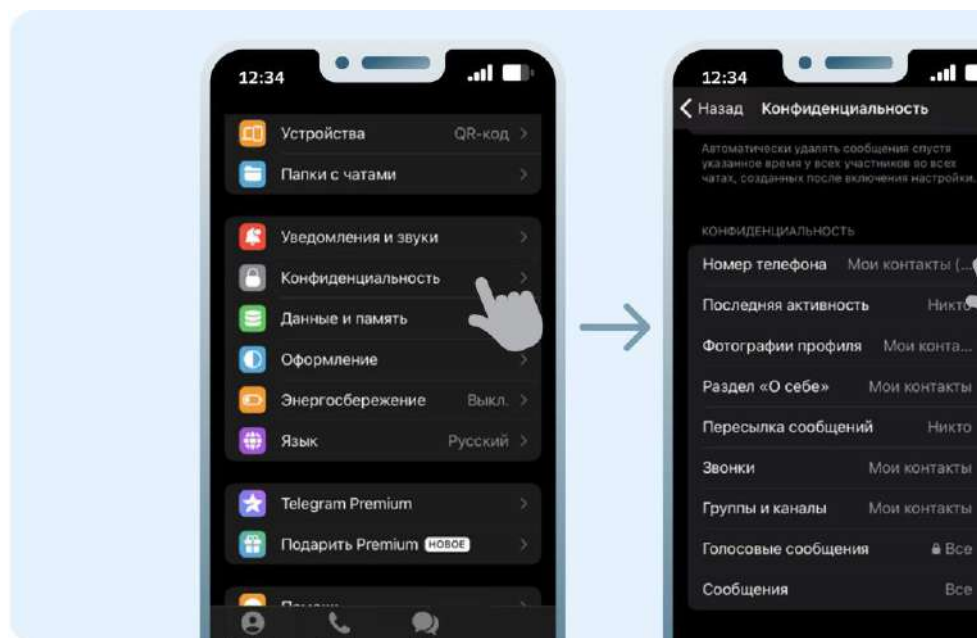 12:34
Устройства QR-код
Папки с чатами
Уведомления и звуки
Конфиденциальность
Данные и память
Оформление
Энергосбережение Выкл.
Язык Русский
Telegram Premium
Подарить Premium НОВОЕ
12:34
Назад Конфиденциальность
Автоматически удалять сообщения спустя
указанное время у всех участников во всех
чатах, созданных после включения настройки.
КОНФИДЕНЦИАЛЬНОСТЬ
Номер телефона Мои контакты (...
Последняя активность Никто
Фотографии профиля Мои конта...
Раздел «О себе» Мои контакты
Пересылка сообщений Никто
Звонки Мои контакты
Группы и каналы Мои контакты
Голосовые сообщения Все
Сообщения Все